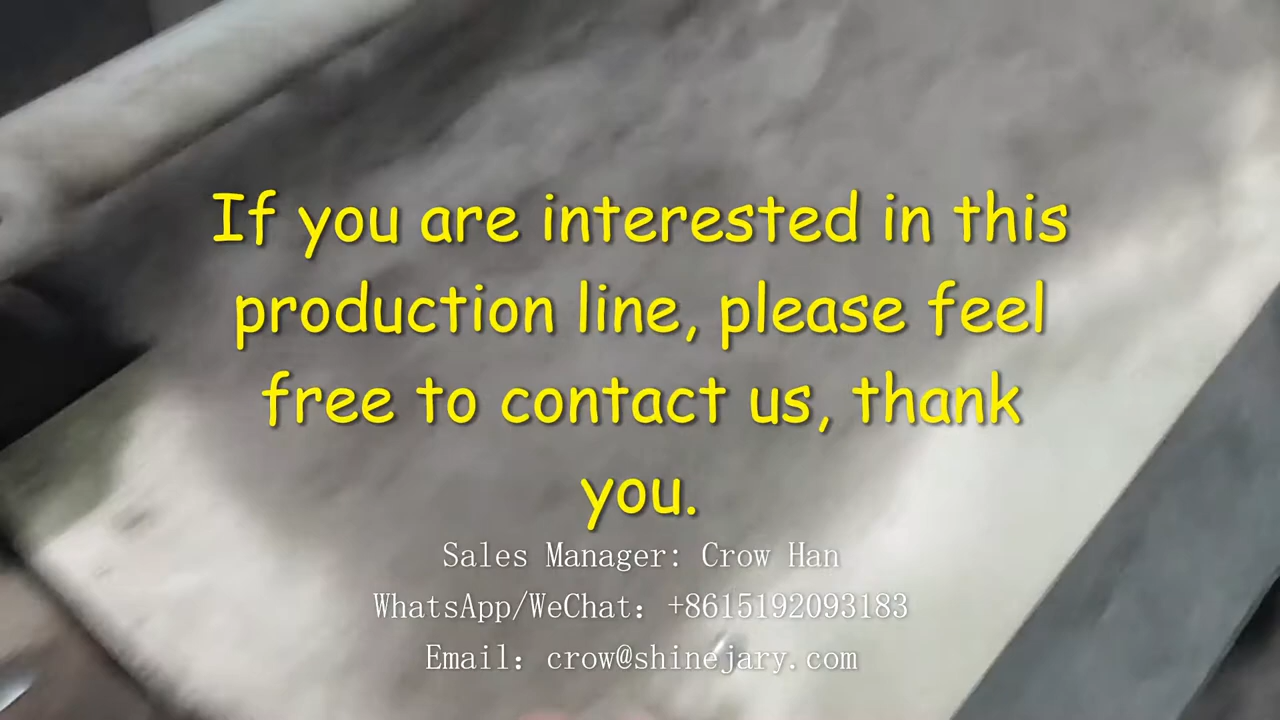 If you are interested in this
production line, please feel
free to contact us, thank
you.
Sales Manager: Crow Han
WhatsApp/WeChat: +8615192093183
Email: crow@shinejary.com